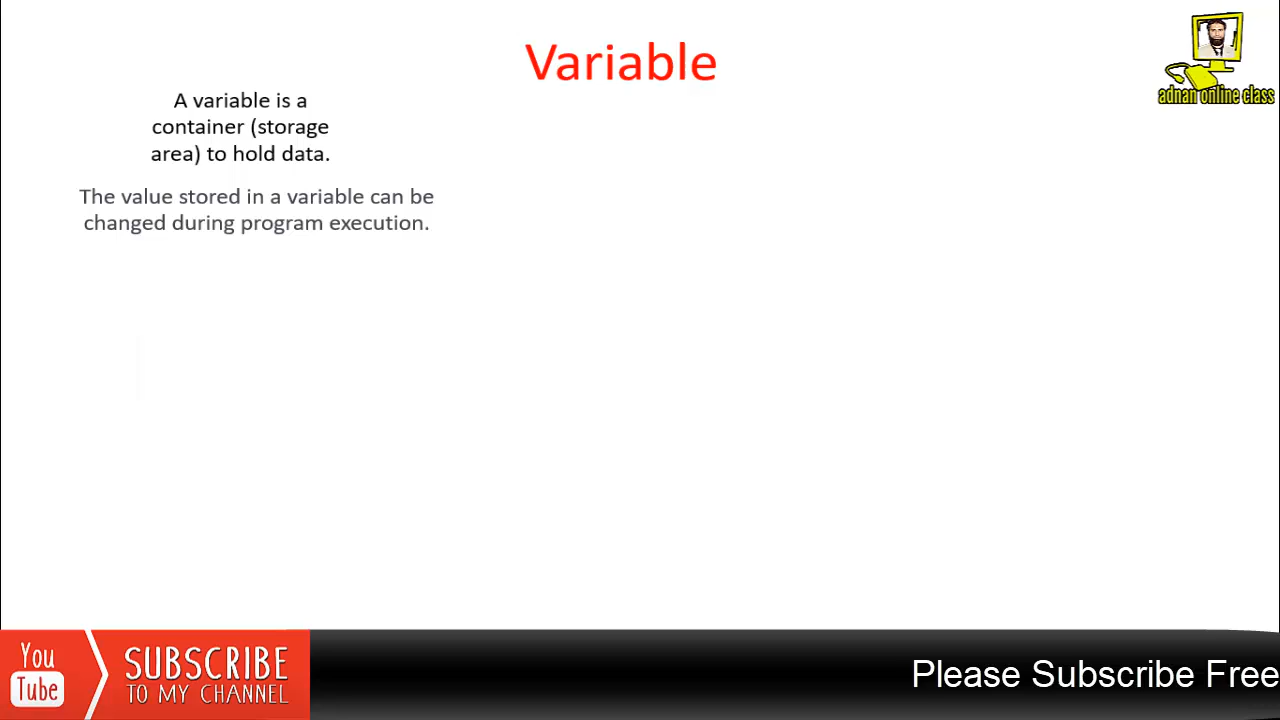 Variable
adnan online class
A variable is a
container (storage
area) to hold data.
The value stored in a variable can be
changed during program execution.
You
Tube
SUBSCRIBE
TO MY CHANNEL
Please Subscribe Free